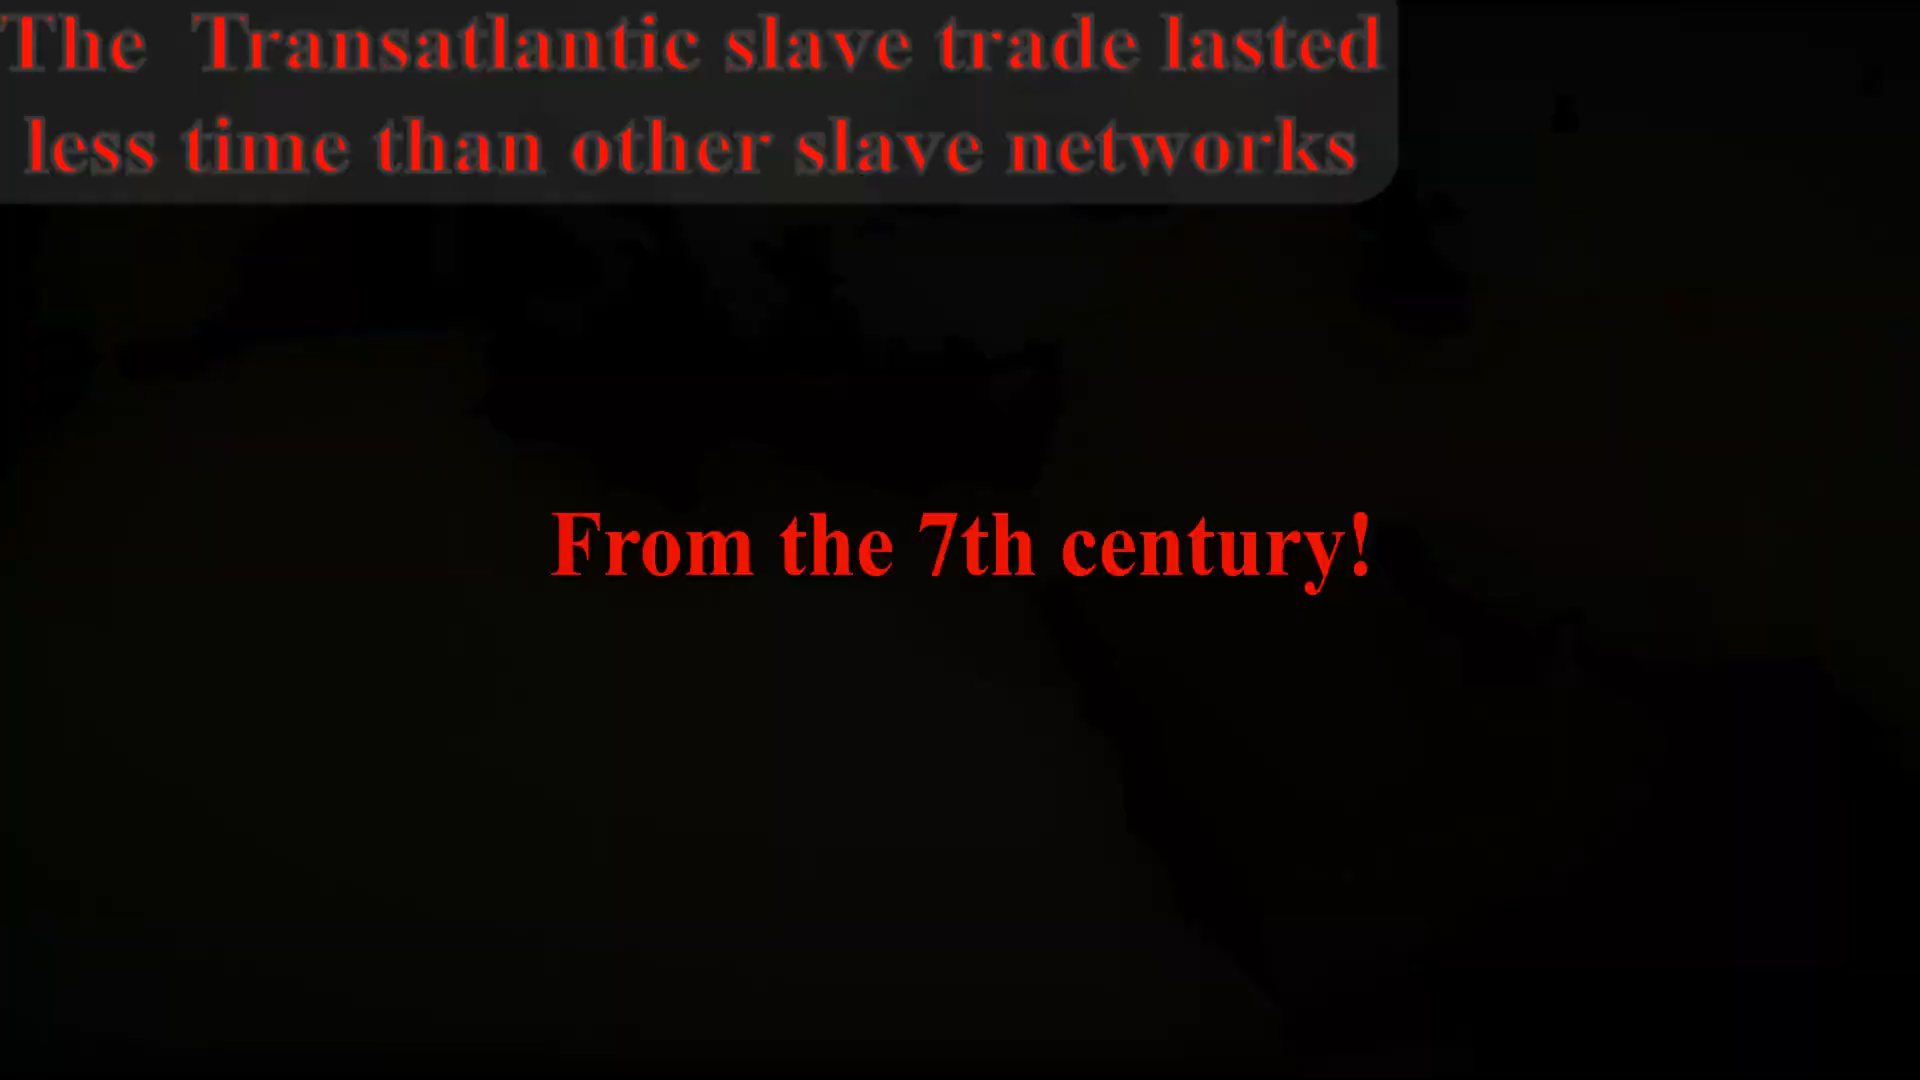 The Transatlantic slave trade lasted
less time than other slave networks
From the 7th century!